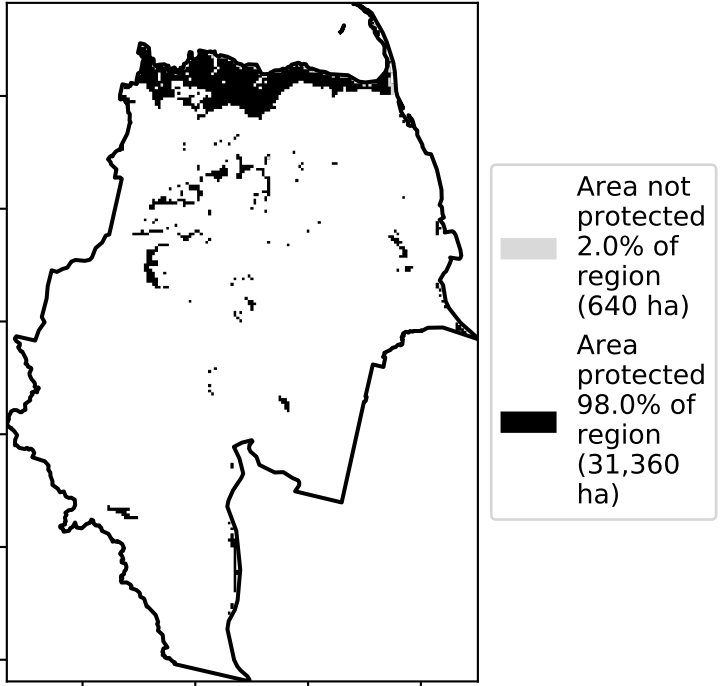 Area not
protected
2.0% of
region
(640 ha)
Area
protected
98.0% of
region
(31,360
ha)